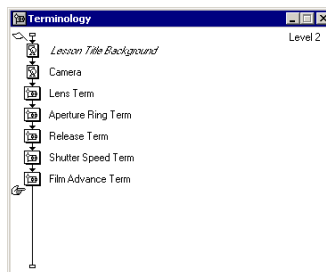 Terminology
Level 2
Lesson Title Background
Camera
Lens Term
Aperture Ring Term
Release Term
Shutter Speed Term
Film Advance Term